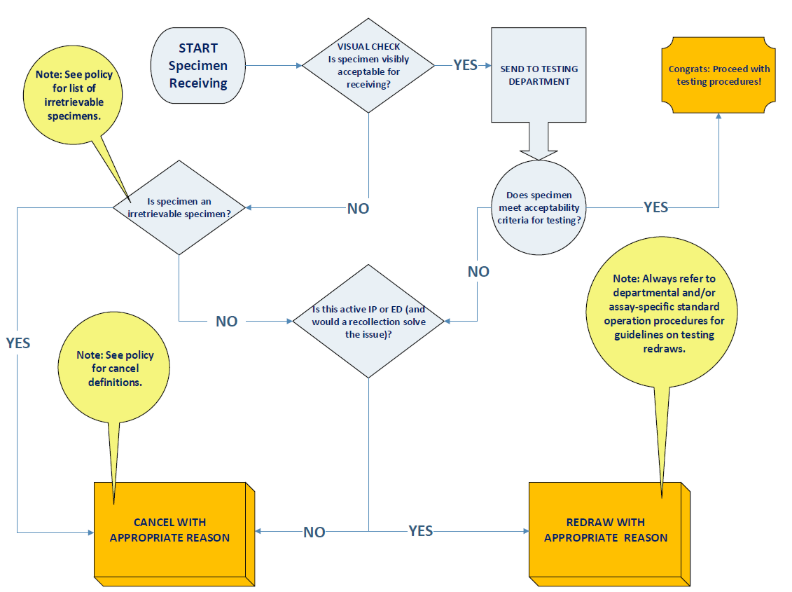 START
Specimen
Receiving
VISUAL CHECK
Is specimen visibly
acceptable for
receiving?
YES
SEND TO TESTING
DEPARTMENT
Congrats: Proceed with
testing procedures!
Note: See policy
for list of
irretrievable
specimens.
Is specimen an
irretrievable specimen?
NO
Does specimen
meet acceptability
criteria for testing?
YES
NO
Note: Always refer to
departmental and/or
assay-specific standard
operation procedures for
guidelines on testing
redraws.
Is this active IP or ED (and
would a recollection solve
the issue)?
NO
YES
Note: See policy
for cancel
definitions.
CANCEL WITH
APPROPRIATE REASON
NO
YES
REDRAW WITH
APPROPRIATE REASON